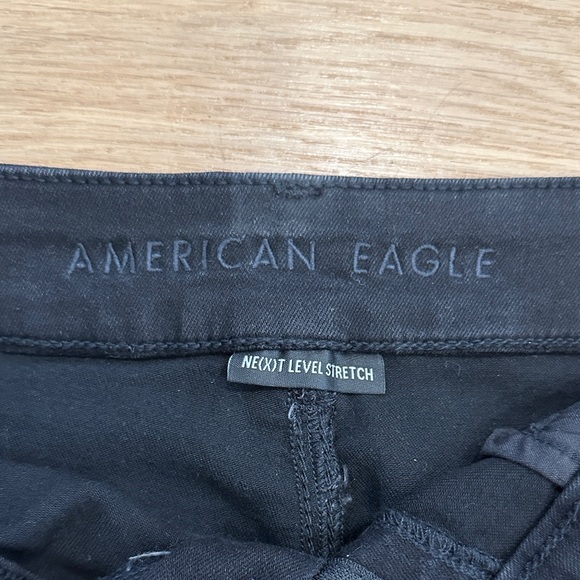 AMERICAN EAGLE
NE(X)T LEVEL STRETCH